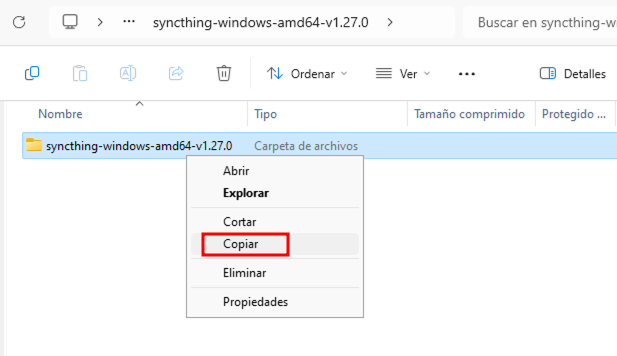 syncthing-windows-amd64-v1.27.0
Buscar en syncthing-wi
Ordenar
Ver
Detalles
Nombre
Tipo
Tamaño comprimido
Protegido ...
syncthing-windows-amd64-v1.27.0
Carpeta de archivos
Abrir
Explorar
Cortar
Copiar
Eliminar
Propiedades